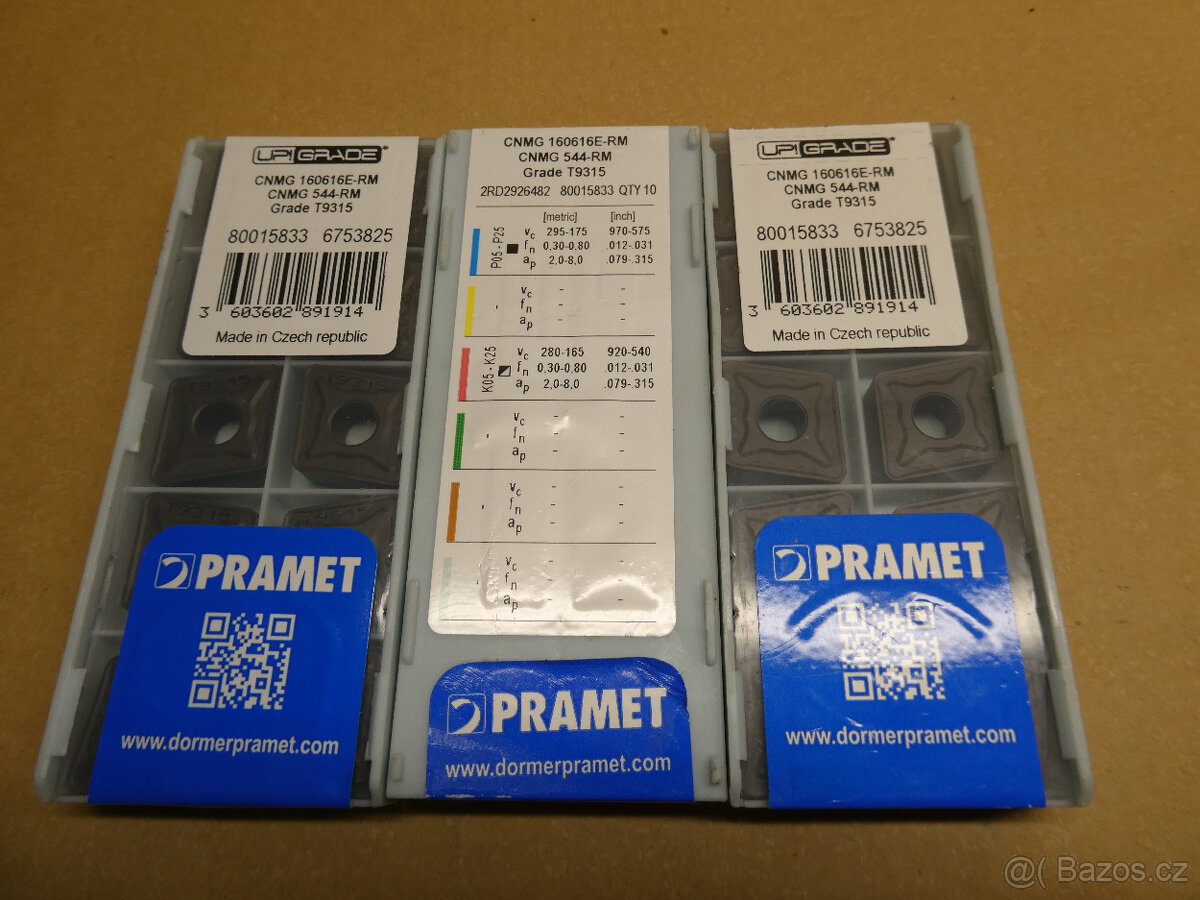 UP!GRADE
CNMG 160616E-RM
CNMG 544-RM
Grade T9315
80015833 6753825
3 603602 891914
Made in Czech republic
T9315
T9315
T9315
T9315
PRAMET
www.dormerpramet.com
CNMG 160616E-RM
CNMG 544-RM
Grade T9315
2RD2926482 80015833 QTY 10
[metric] [inch]
P05 - P25
vc 295-175 970-575
fn 0,30-0,80 .012-.031
ap 2,0-8,0 .079-.315
vc - -
fn - -
ap - -
K05 - K25
vc 280-165 920-540
fn 0,30-0,80 .012-.031
ap 2,0-8,0 .079-.315
vc - -
fn - -
ap - -
vc - -
fn - -
ap - -
vc - -
fn - -
ap - -
PRAMET
www.dormerpramet.com
UP!GRADE
CNMG 160616E-RM
CNMG 544-RM
Grade T9315
80015833 6753825
3 603602 891914
Made in Czech republic
PRAMET
www.dormerpramet.com
@( Bazos.cz